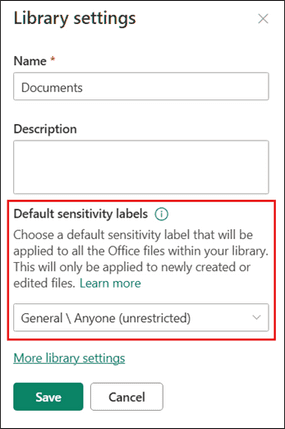 Library settings
Name *
Documents
Description
Default sensitivity labels
Choose a default sensitivity label that will be
applied to all the Office files within your library.
This will only be applied to newly created or
edited files. Learn more
General \ Anyone (unrestricted)
More library settings
Save Cancel